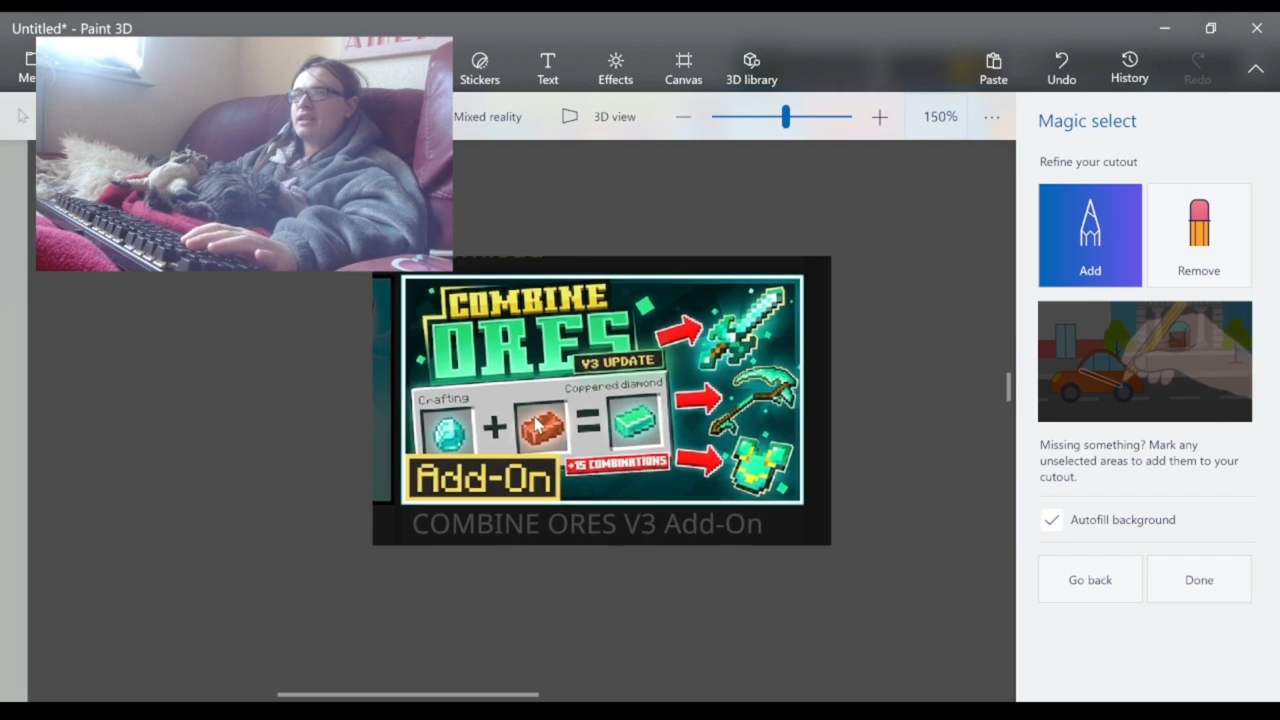 Untitled* - Paint 3D
Me
Stickers
Text
Effects
Canvas
3D library
Paste
Undo
History
Redo
Mixed reality
3D view
150%
Magic select
Refine your cutout
Add
Remove
Missing something? Mark any
unselected areas to add them to your
cutout.
Autofill background
Go back
Done
COMBINE
ORES
V3 UPDATE
Crafting
Coppered diamond
+
=
+15 COMBINATIONS
Add-On
COMBINE ORES V3 Add-On